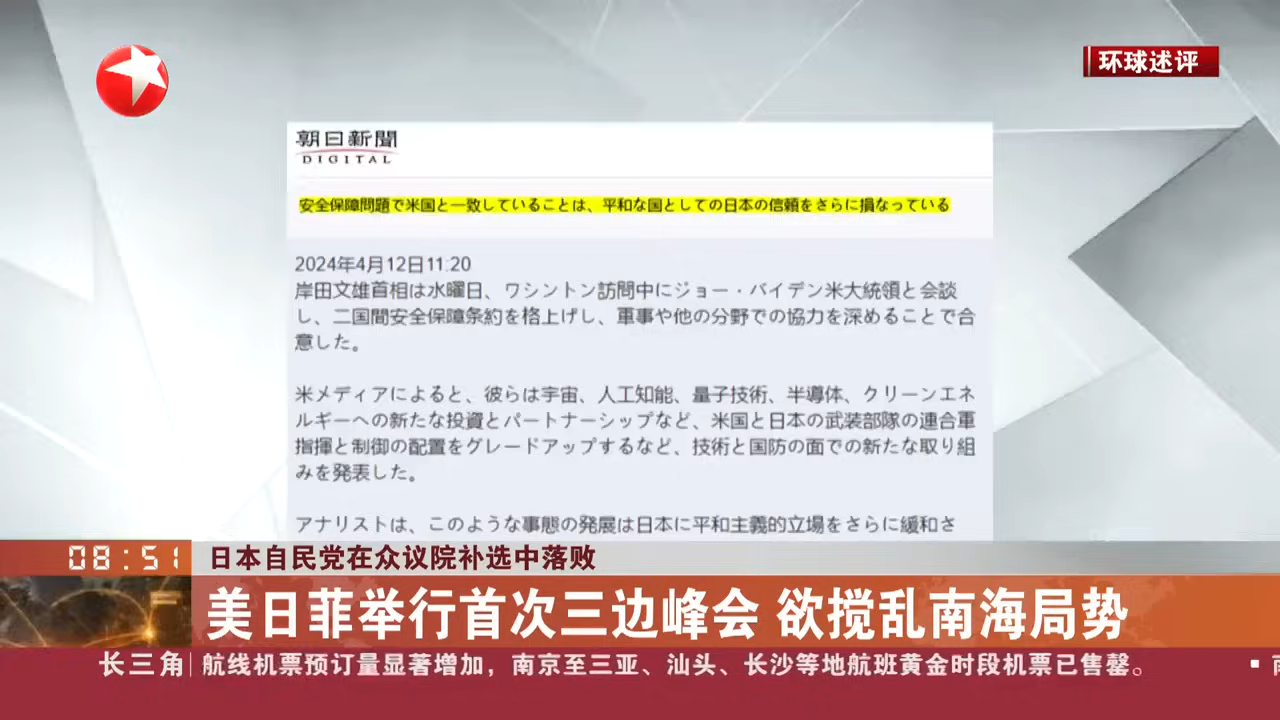 环球述评
朝日新聞
DIGITAL
安全保障問題で米国と一致していることは、平和な国としての日本の信頼をさらに損なっている
2024年4月12日11:20
岸田文雄首相は水曜日、ワシントン訪問中にジョー・バイデン米大統領と会談
し、二国間安全保障条約を格上げし、軍事や他の分野での協力を深めることで合
意した。
米メディアによると、彼らは宇宙、人工知能、量子技術、半導体、クリーンエネ
ルギーへの新たな投資とパートナーシップなど、米国と日本の武装部隊の連合軍
指揮と制御の配置をグレードアップするなど、技術と国防の面での新たな取り組
みを発表した。
アナリストは、このような事態の発展は日本に平和主義的立場をさらに緩和さ
08:51
日本自民党在众议院补选中落败
美日菲举行首次三边峰会 欲搅乱南海局势
长三角
航线机票预订量显著增加，南京至三亚、汕头、长沙等地航班黄金时段机票已售罄。